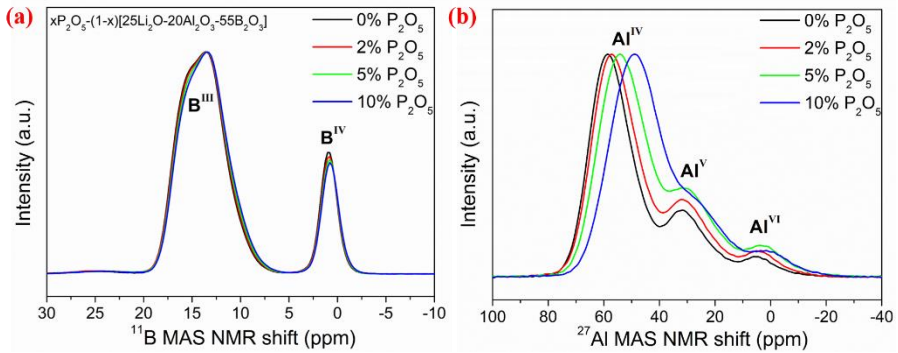 (a)
xP₂O₅-(1-x)[25Li₂O-20Al₂O₃-55B₂O₃]
0% P₂O₅
2% P₂O₅
5% P₂O₅
10% P₂O₅
Bᴵᴵᴵ
Bᴵⱽ
Intensity (a.u.)
30 25 20 15 10 5 0 -5 -10
¹¹B MAS NMR shift (ppm)
(b)
0% P₂O₅
2% P₂O₅
5% P₂O₅
10% P₂O₅
Alᴵⱽ
Alⱽ
Alⱽᴵ
Intensity (a.u.)
100 80 60 40 20 0 -20 -40
²⁷Al MAS NMR shift (ppm)